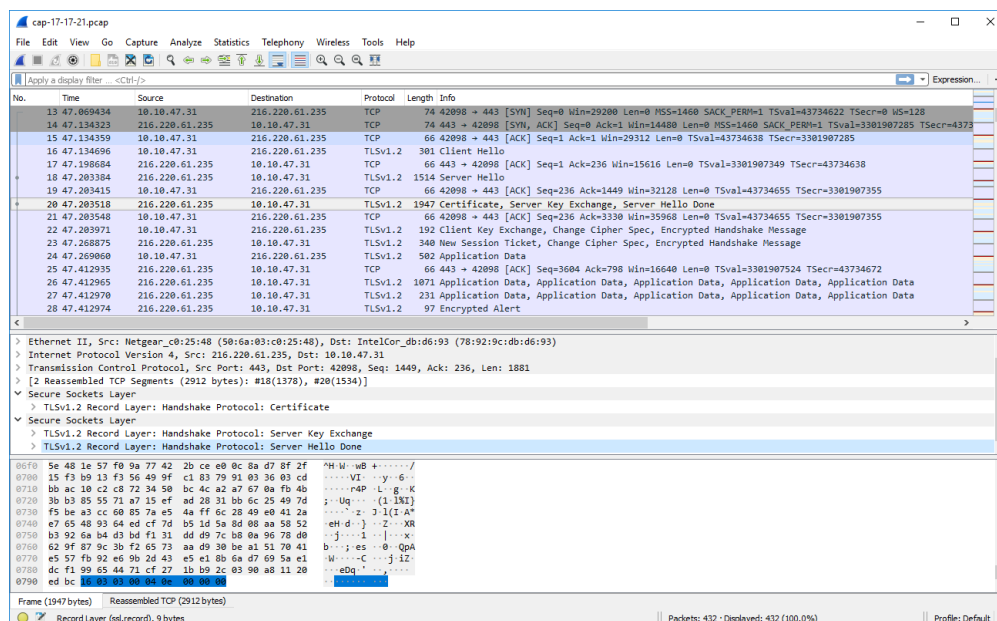 cap-17-17-21.pcap
File Edit View Go Capture Analyze Statistics Telephony Wireless Tools Help
Apply a display filter ... <Ctrl-/> Expression...
No. Time Source Destination Protocol Length Info
13 47.069434 10.10.47.31 216.220.61.235 TCP 74 42098 → 443 [SYN] Seq=0 Win=29200 Len=0 MSS=1460 SACK_PERM=1 TSval=43734622 TSecr=0 WS=128
14 47.134323 216.220.61.235 10.10.47.31 TCP 74 443 → 42098 [SYN, ACK] Seq=0 Ack=1 Win=14480 Len=0 MSS=1460 SACK_PERM=1 TSval=3301907285 TSecr=4373
15 47.134359 10.10.47.31 216.220.61.235 TCP 66 42098 → 443 [ACK] Seq=1 Ack=1 Win=29312 Len=0 TSval=43734638 TSecr=3301907285
16 47.134696 10.10.47.31 216.220.61.235 TLSv1.2 301 Client Hello
17 47.198684 216.220.61.235 10.10.47.31 TCP 66 443 → 42098 [ACK] Seq=1 Ack=236 Win=15616 Len=0 TSval=3301907349 TSecr=43734638
18 47.203384 216.220.61.235 10.10.47.31 TLSv1.2 1514 Server Hello
19 47.203415 10.10.47.31 216.220.61.235 TCP 66 42098 → 443 [ACK] Seq=236 Ack=1449 Win=32128 Len=0 TSval=43734655 TSecr=3301907355
20 47.203518 216.220.61.235 10.10.47.31 TLSv1.2 1947 Certificate, Server Key Exchange, Server Hello Done
21 47.203548 10.10.47.31 216.220.61.235 TCP 66 42098 → 443 [ACK] Seq=236 Ack=3330 Win=35968 Len=0 TSval=43734655 TSecr=3301907355
22 47.203971 10.10.47.31 216.220.61.235 TLSv1.2 192 Client Key Exchange, Change Cipher Spec, Encrypted Handshake Message
23 47.268875 216.220.61.235 10.10.47.31 TLSv1.2 340 New Session Ticket, Change Cipher Spec, Encrypted Handshake Message
24 47.269060 10.10.47.31 216.220.61.235 TLSv1.2 502 Application Data
25 47.412935 216.220.61.235 10.10.47.31 TCP 66 443 → 42098 [ACK] Seq=3604 Ack=798 Win=16640 Len=0 TSval=3301907524 TSecr=43734672
26 47.412965 216.220.61.235 10.10.47.31 TLSv1.2 1071 Application Data, Application Data, Application Data, Application Data
27 47.412970 216.220.61.235 10.10.47.31 TLSv1.2 231 Application Data, Application Data, Application Data, Application Data
28 47.412974 216.220.61.235 10.10.47.31 TLSv1.2 97 Encrypted Alert
Ethernet II, Src: Netgear_c0:25:48 (50:6a:03:c0:25:48), Dst: IntelCor_db:d6:93 (78:92:9c:db:d6:93)
Internet Protocol Version 4, Src: 216.220.61.235, Dst: 10.10.47.31
Transmission Control Protocol, Src Port: 443, Dst Port: 42098, Seq: 1449, Ack: 236, Len: 1881
[2 Reassembled TCP Segments (2912 bytes): #18(1378), #20(1534)]
Secure Sockets Layer
TLSv1.2 Record Layer: Handshake Protocol: Certificate
Secure Sockets Layer
TLSv1.2 Record Layer: Handshake Protocol: Server Key Exchange
TLSv1.2 Record Layer: Handshake Protocol: Server Hello Done
06f0 5e 48 1e 57 f0 9a 77 42 2b ce e0 0c 8a d7 8f 2f ^H·W··wB +······/
0700 15 f3 b9 13 f3 56 49 9f c1 83 79 91 03 36 03 cd ·····VI· ··y··6··
0710 bb ac 10 c2 c8 72 34 50 bc 4c a2 a7 67 0a fb 4b ·····r4P ·L··g··K
0720 3b b3 85 55 71 a7 15 ef ad 28 31 bb 6c 25 49 7d ;··Uq··· ·(1·l%I}
0730 f5 be a3 cc 60 85 7a e5 4a ff 6c 28 49 e0 41 2a ····`·z· J·l(I·A*
0740 e7 65 48 93 64 ed cf 7d b5 1d 5a 8d 08 aa 58 52 ·eH·d··} ··Z···XR
0750 b3 92 6a b4 d3 bd f1 31 dd d9 7c b8 0a 96 78 d0 ··j····1 ··|···x·
0760 62 9f 87 9c 3b f2 65 73 aa d9 30 be a1 51 70 41 b···;·es ··0··QpA
0770 e5 57 fb 92 e6 9b 2d 43 e5 e1 8b 6a d7 69 5a e1 ·W····-C ···j·iZ·
0780 dc f1 99 65 44 71 cf 27 1b b9 2c 03 90 a8 11 20 ···eDq·' ··,····
0790 ed bc 16 03 03 00 04 0e 00 00 00 ········ ···
Frame (1947 bytes) Reassembled TCP (2912 bytes)
Record Layer (ssl.record), 9 bytes Packets: 432 · Displayed: 432 (100.0%) Profile: Default